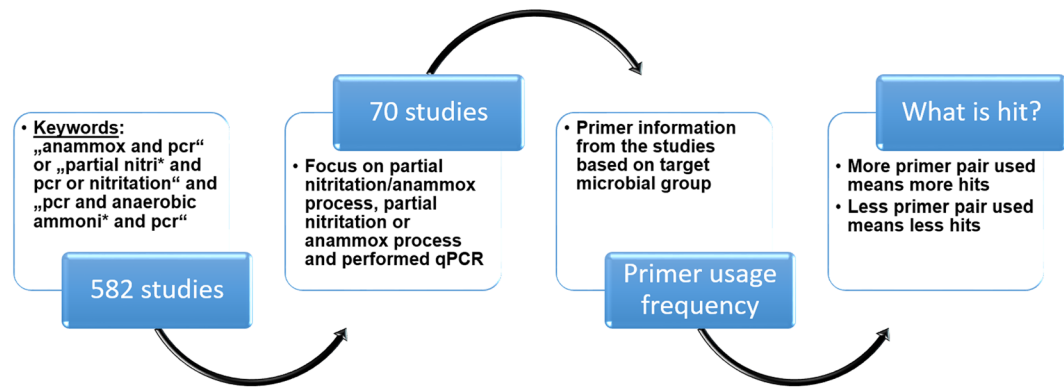 • Keywords:
„anammox and pcr“
or „partial nitri* and
pcr or nitritation“ and
„pcr and anaerobic
ammoni* and pcr“
582 studies
70 studies
• Focus on partial
nitritation/anammox
process, partial
nitritation or
anammox process
and performed qPCR
• Primer information
from the studies
based on target
microbial group
Primer usage
frequency
What is hit?
• More primer pair used
means more hits
• Less primer pair used
means less hits